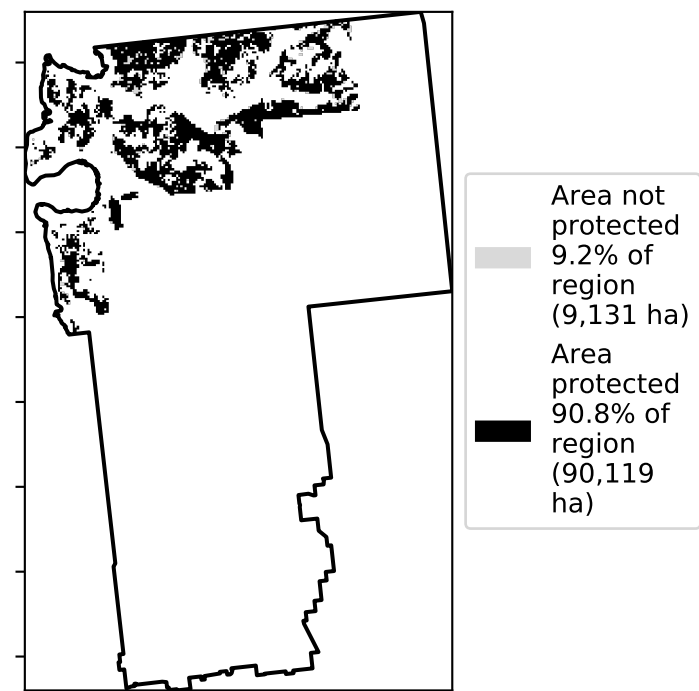 Area not
protected
9.2% of
region
(9,131 ha)
Area
protected
90.8% of
region
(90,119
ha)